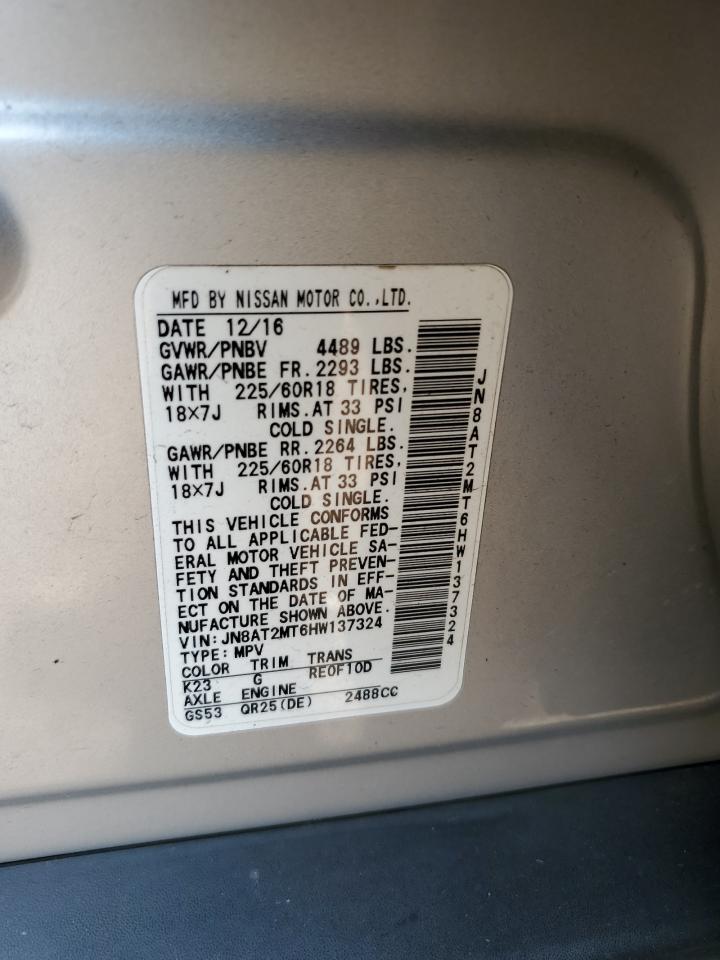 MFD BY NISSAN MOTOR CO.,LTD.
DATE 12/16
GVWR/PNBV 4489 LBS.
GAWR/PNBE FR. 2293 LBS.
WITH 225/60R18 TIRES,
18×7J RIMS.AT 33 PSI
COLD SINGLE.
GAWR/PNBE RR. 2264 LBS.
WITH 225/60R18 TIRES,
18×7J RIMS.AT 33 PSI
COLD SINGLE.
THIS VEHICLE CONFORMS
TO ALL APPLICABLE FED-
ERAL MOTOR VEHICLE SA-
FETY AND THEFT PREVEN-
TION STANDARDS IN EFF-
ECT ON THE DATE OF MA-
NUFACTURE SHOWN ABOVE.
VIN:JN8AT2MT6HW137324
TYPE:MPV
COLOR TRIM TRANS
K23 G RE0F10D
AXLE ENGINE
GS53 QR25(DE) 2488CC
JN8AT2MT6HW137324